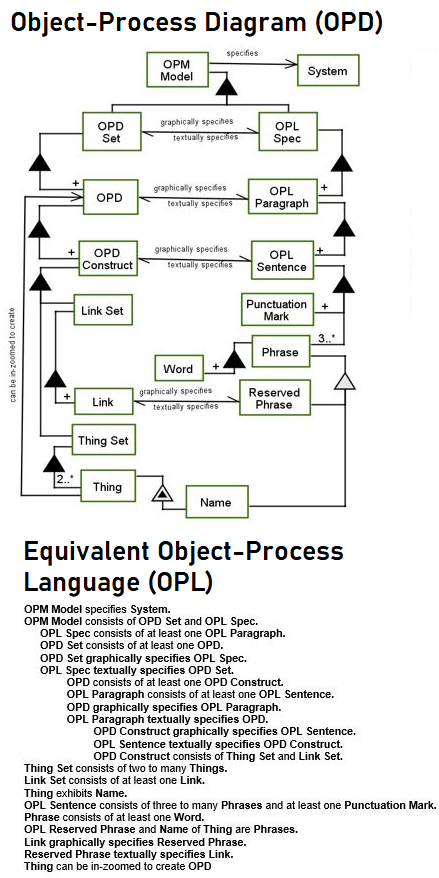 Object-Process Diagram (OPD)
specifies
OPM
Model
System
OPD
Set
graphically specifies
textually specifies
OPL
Spec
+
OPD
graphically specifies
textually specifies
OPL
Paragraph
+
+
OPD
Construct
graphically specifies
textually specifies
OPL
Sentence
+
Link Set
Punctuation
Mark
+
can be in-zoomed to create
3..*
Phrase
Word
+
+
Link
graphically specifies
textually specifies
Reserved
Phrase
Thing Set
2..*
Thing
Name
Equivalent Object-Process
Language (OPL)
OPM Model specifies System.
OPM Model consists of OPD Set and OPL Spec.
OPL Spec consists of at least one OPL Paragraph.
OPD Set consists of at least one OPD.
OPD Set graphically specifies OPL Spec.
OPL Spec textually specifies OPD Set.
OPD consists of at least one OPD Construct.
OPL Paragraph consists of at least one OPL Sentence.
OPD graphically specifies OPL Paragraph.
OPL Paragraph textually specifies OPD.
OPD Construct graphically specifies OPL Sentence.
OPL Sentence textually specifies OPD Construct.
OPD Construct consists of Thing Set and Link Set.
Thing Set consists of two to many Things.
Link Set consists of at least one Link.
Thing exhibits Name.
OPL Sentence consists of three to many Phrases and at least one Punctuation Mark.
Phrase consists of at least one Word.
OPL Reserved Phrase and Name of Thing are Phrases.
Link graphically specifies Reserved Phrase.
Reserved Phrase textually specifies Link.
Thing can be in-zoomed to create OPD